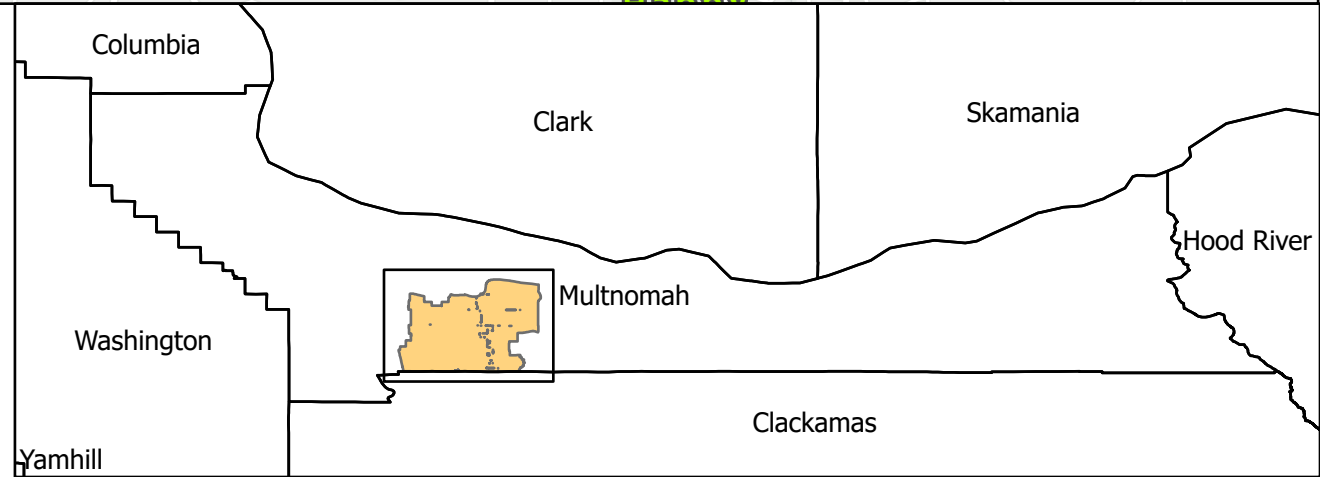 Columbia
Clark
Skamania
Hood River
Multnomah
Washington
Clackamas
Yamhill